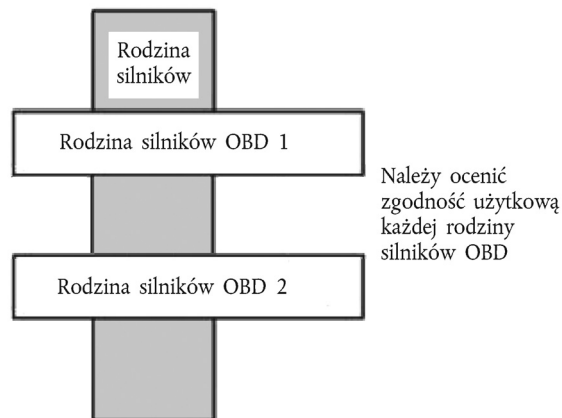 Rodzina
silników
Rodzina silników OBD 1
Należy ocenić
zgodność użytkową
każdej rodziny
silników OBD
Rodzina silników OBD 2